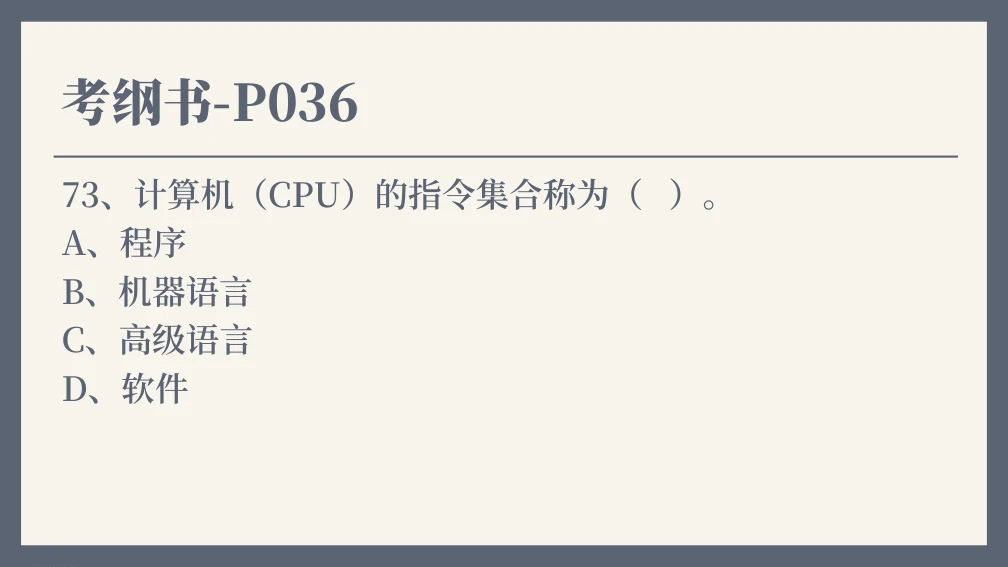 考纲书-P036
73、计算机（CPU）的指令集合称为（  ）。
A、程序
B、机器语言
C、高级语言
D、软件